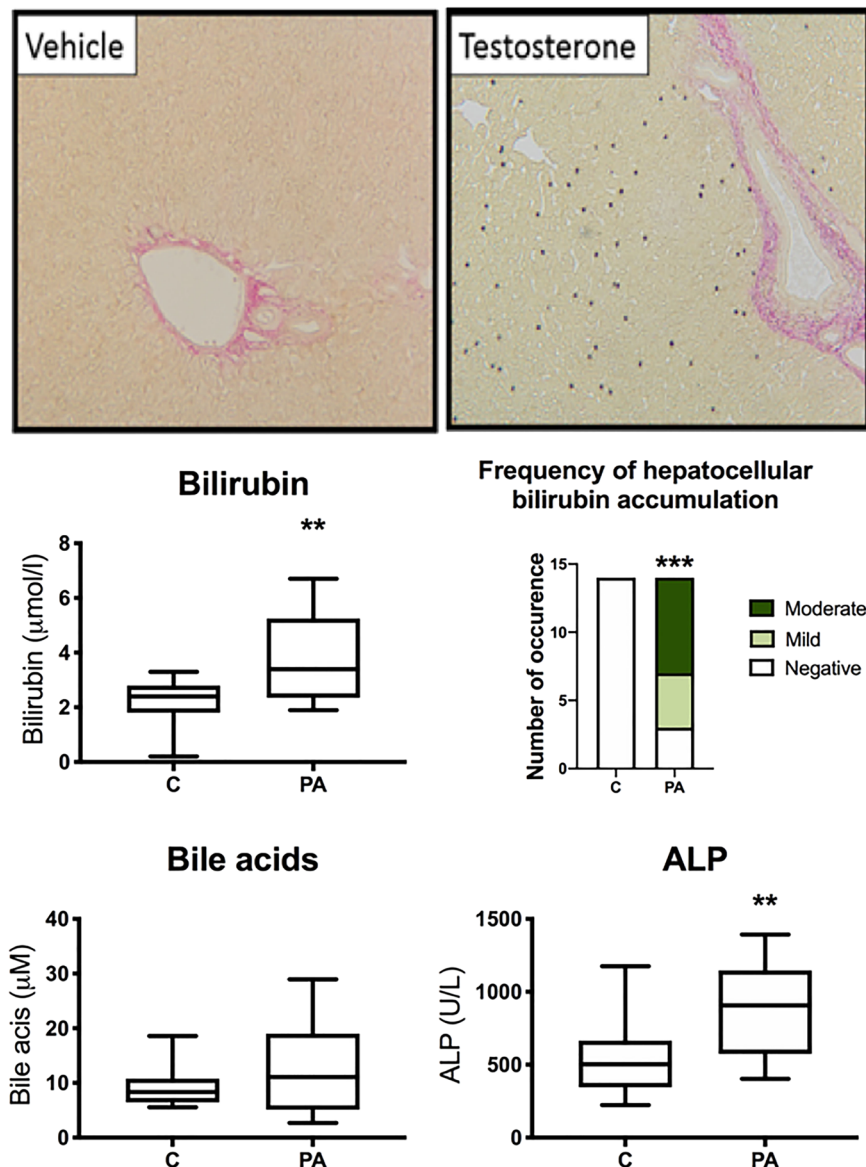 Vehicle
Testosterone
Bilirubin
**
Bilirubin (µmol/l)
8
6
4
2
0
C
PA
Frequency of hepatocellular
bilirubin accumulation
***
Number of occurence
15
10
5
0
C
PA
Moderate
Mild
Negative
Bile acids
Bile acis (µM)
40
30
20
10
0
C
PA
ALP
**
ALP (U/L)
1500
1000
500
0
C
PA